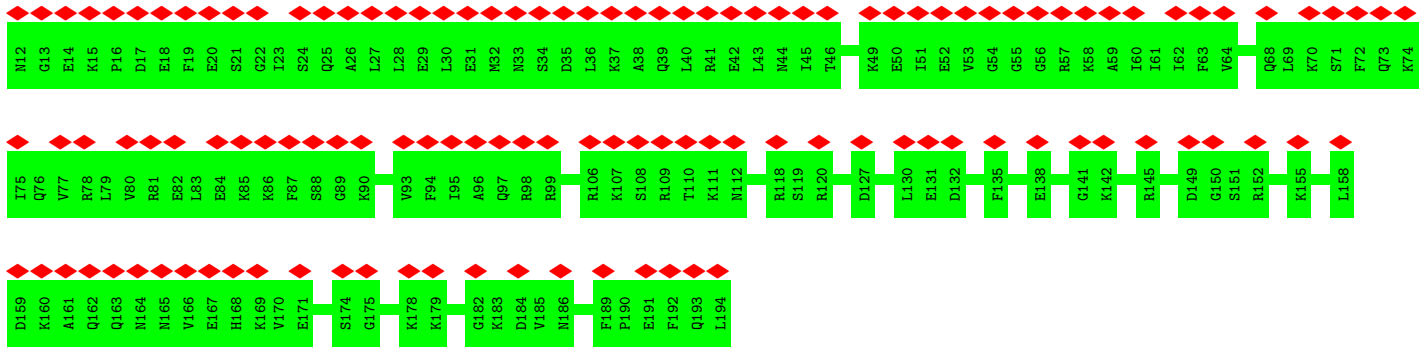 N12 G13 E14 K15 P16 D17 E18 F19 E20 S21 G22 I23 S24 Q25 A26 L27 L28 E29 L30 E31 M32 N33 S34 D35 L36 K37 A38 Q39 L40 R41 E42 L43 N44 I45 T46 K49 E50 I51 E52 V53 G54 G55 G56 R57 K58 A59 I60 I61 I62 F63 V64 Q68 L69 K70 S71 F72 Q73 K74
I75 Q76 V77 R78 L79 V80 R81 E82 L83 E84 K85 K86 F87 S88 G89 K90 V93 F94 I95 A96 Q97 R98 R99 R106 K107 S108 R109 T110 K111 N112 R118 S119 R120 D127 L130 E131 D132 F135 E138 G141 K142 R145 D149 G150 S151 R152 K155 L158
D159 K160 A161 Q162 Q163 N164 N165 V166 E167 H168 K169 V170 E171 S174 G175 K178 K179 G182 K183 D184 V185 N186 F189 P190 E191 F192 Q193 L194